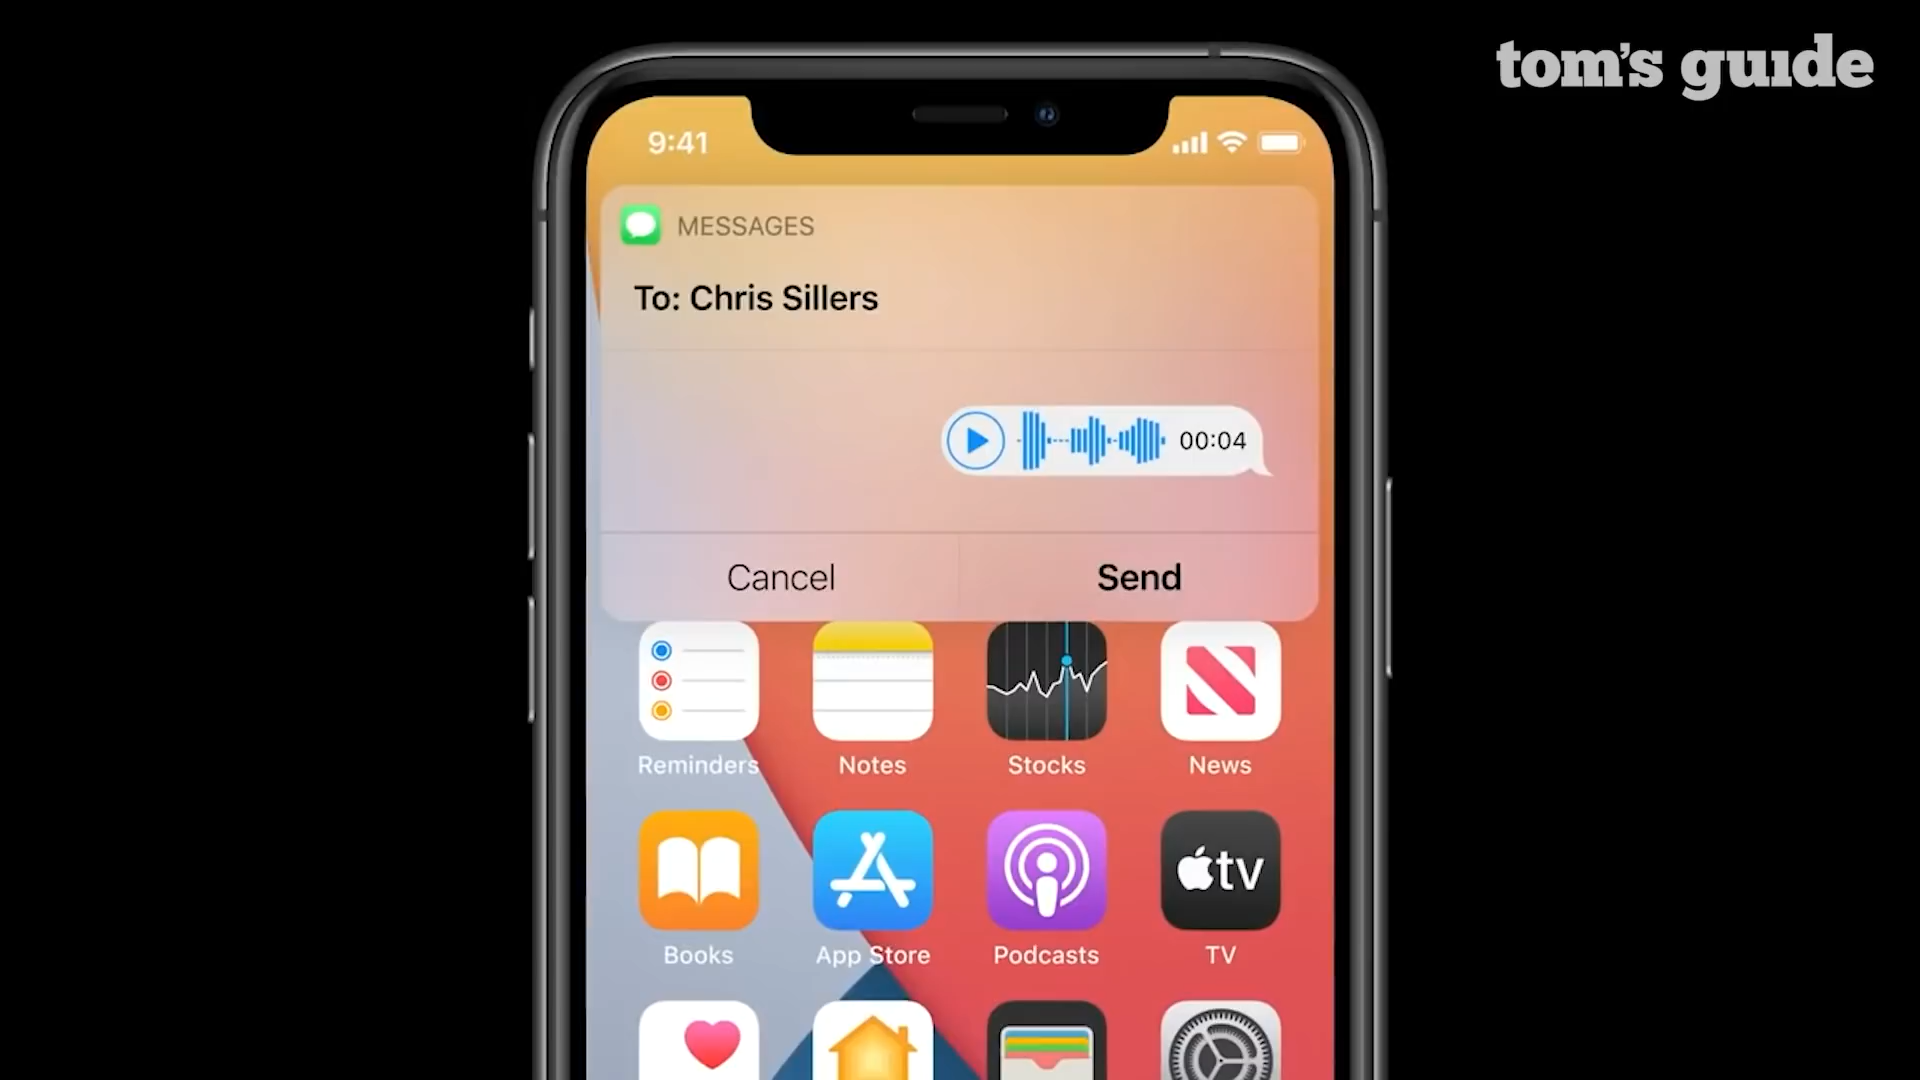 tom's guide
9:41
MESSAGES
To: Chris Sillers
00:04
Cancel Send
Reminders Notes Stocks News
tv
Books App Store Podcasts TV